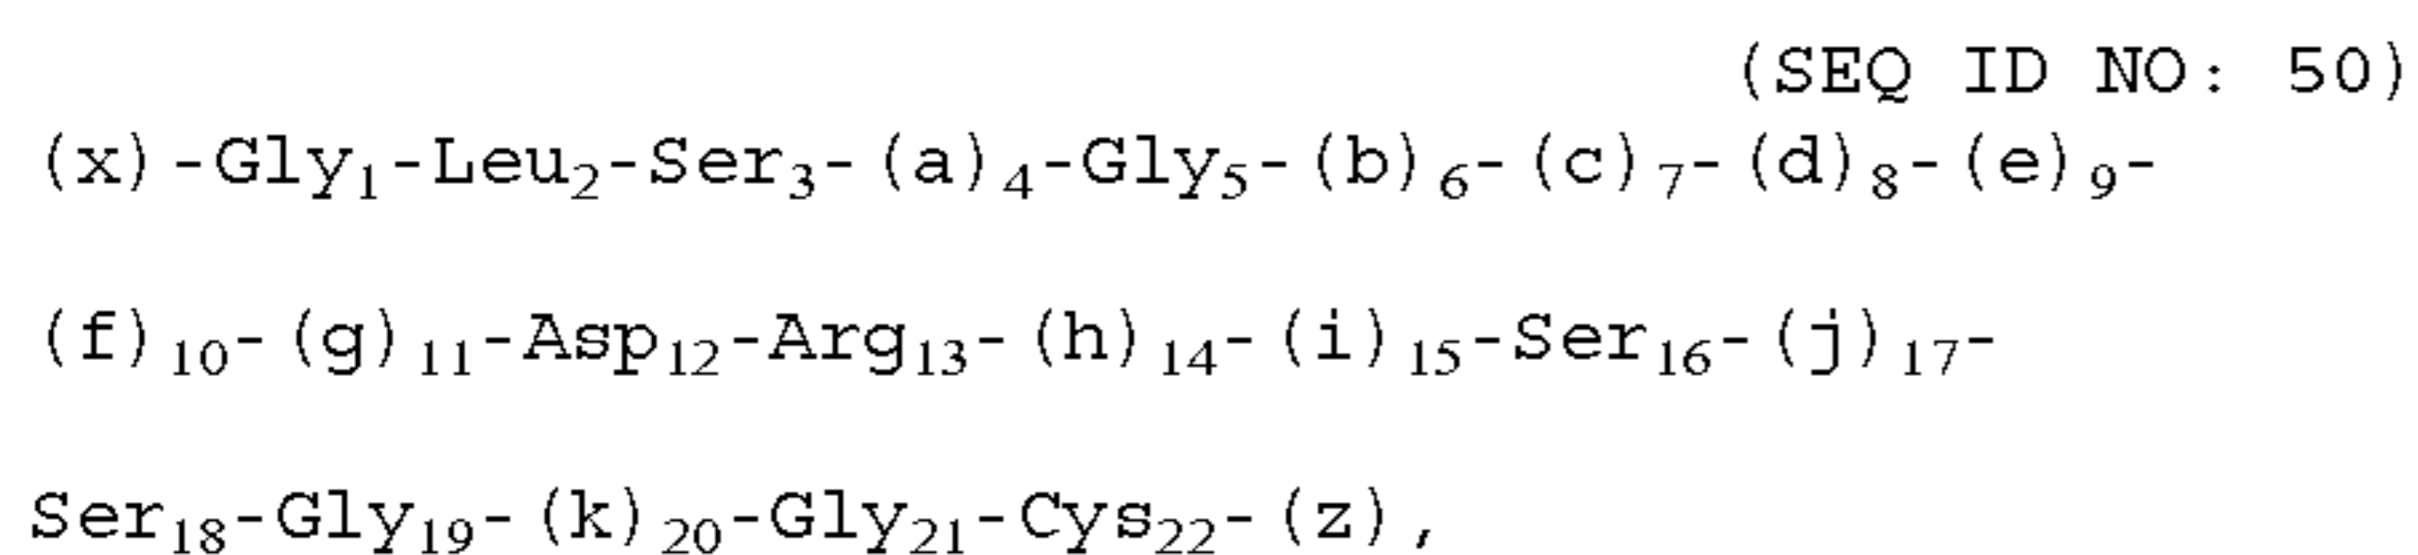 (SEQ ID NO: 50)
(x)-Gly₁-Leu₂-Ser₃-(a)₄-Gly₅-(b)₆-(c)₇-(d)₈-(e)₉-
(f)₁₀-(g)₁₁-Asp₁₂-Arg₁₃-(h)₁₄-(i)₁₅-Ser₁₆-(j)₁₇-
Ser₁₈-Gly₁₉-(k)₂₀-Gly₂₁-Cys₂₂-(z),